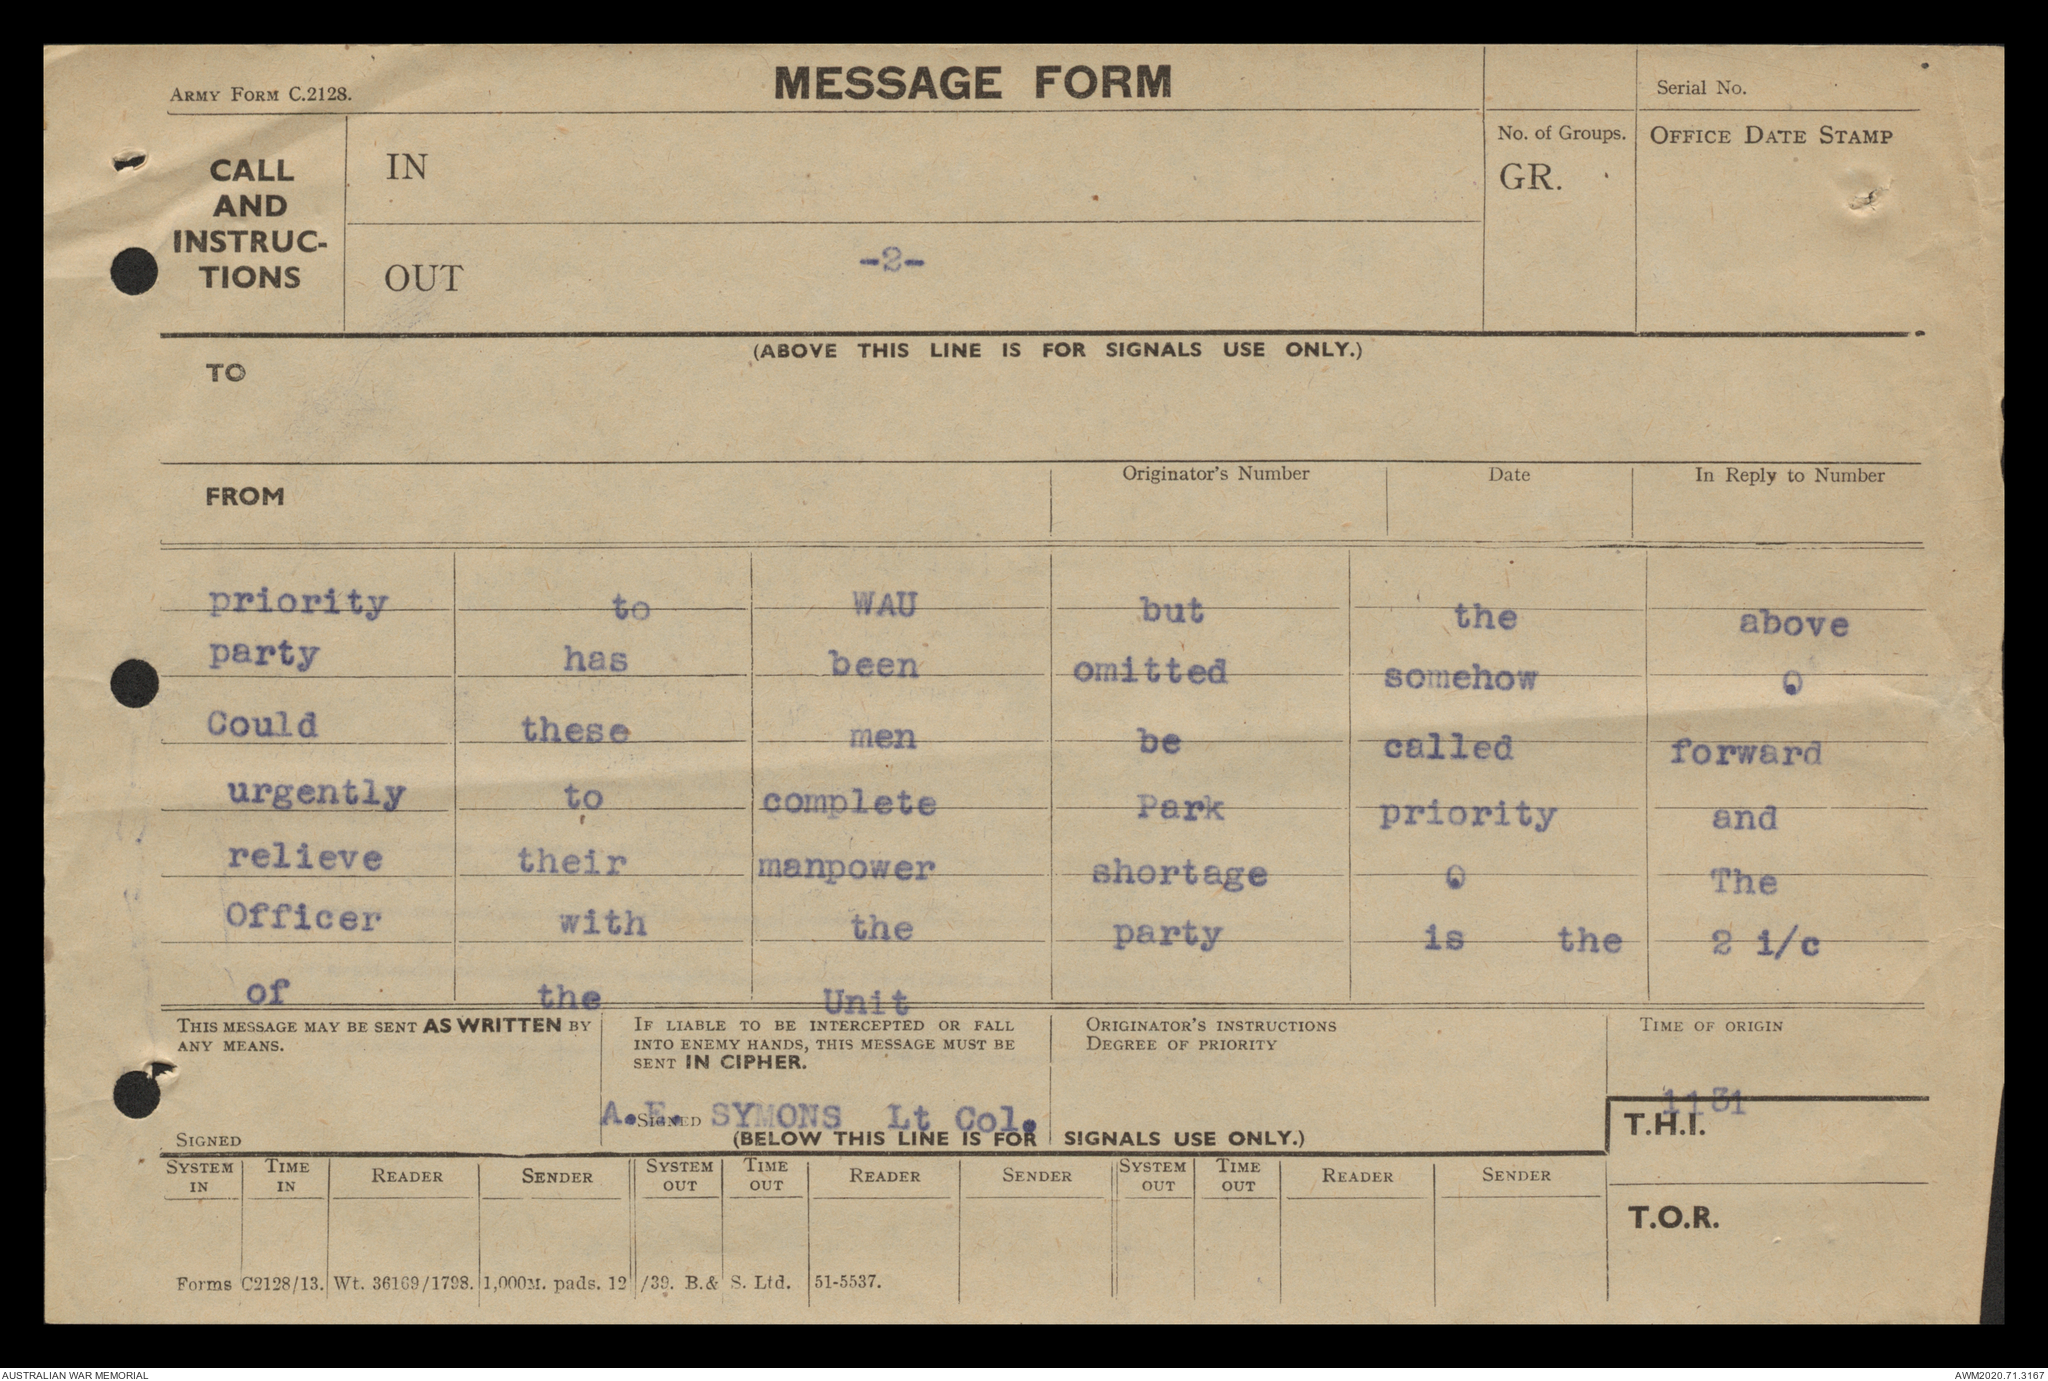 ARMY FORM C.2128.
MESSAGE FORM
Serial No.
CALL AND INSTRUC-TIONS
IN
No. of Groups.
GR.
OFFICE DATE STAMP
OUT
-2-
(ABOVE THIS LINE IS FOR SIGNALS USE ONLY.)
TO
FROM
Originator's Number
Date
In Reply to Number
priority to WAU but the above
party has been omitted somehow 0
Could these men be called forward
urgently to complete Park priority and
relieve their manpower shortage 0 The
Officer with the party is the 2 i/c
of the Unit
THIS MESSAGE MAY BE SENT AS WRITTEN BY
ANY MEANS.
SIGNED
IF LIABLE TO BE INTERCEPTED OR FALL
INTO ENEMY HANDS, THIS MESSAGE MUST BE
SENT IN CIPHER.
SIGNED
A.E. SYMONS Lt Col.
ORIGINATOR'S INSTRUCTIONS
DEGREE OF PRIORITY
TIME OF ORIGIN
1131
T.H.I.
(BELOW THIS LINE IS FOR SIGNALS USE ONLY.)
SYSTEM IN TIME IN READER SENDER SYSTEM OUT TIME OUT READER SENDER SYSTEM OUT TIME OUT READER SENDER
T.O.R.
Forms C2128/13. Wt. 36169/1798. 1,000M. pads. 12/39. B.& S. Ltd. 51-5537.
AUSTRALIAN WAR MEMORIAL
AWM2020.71.3167